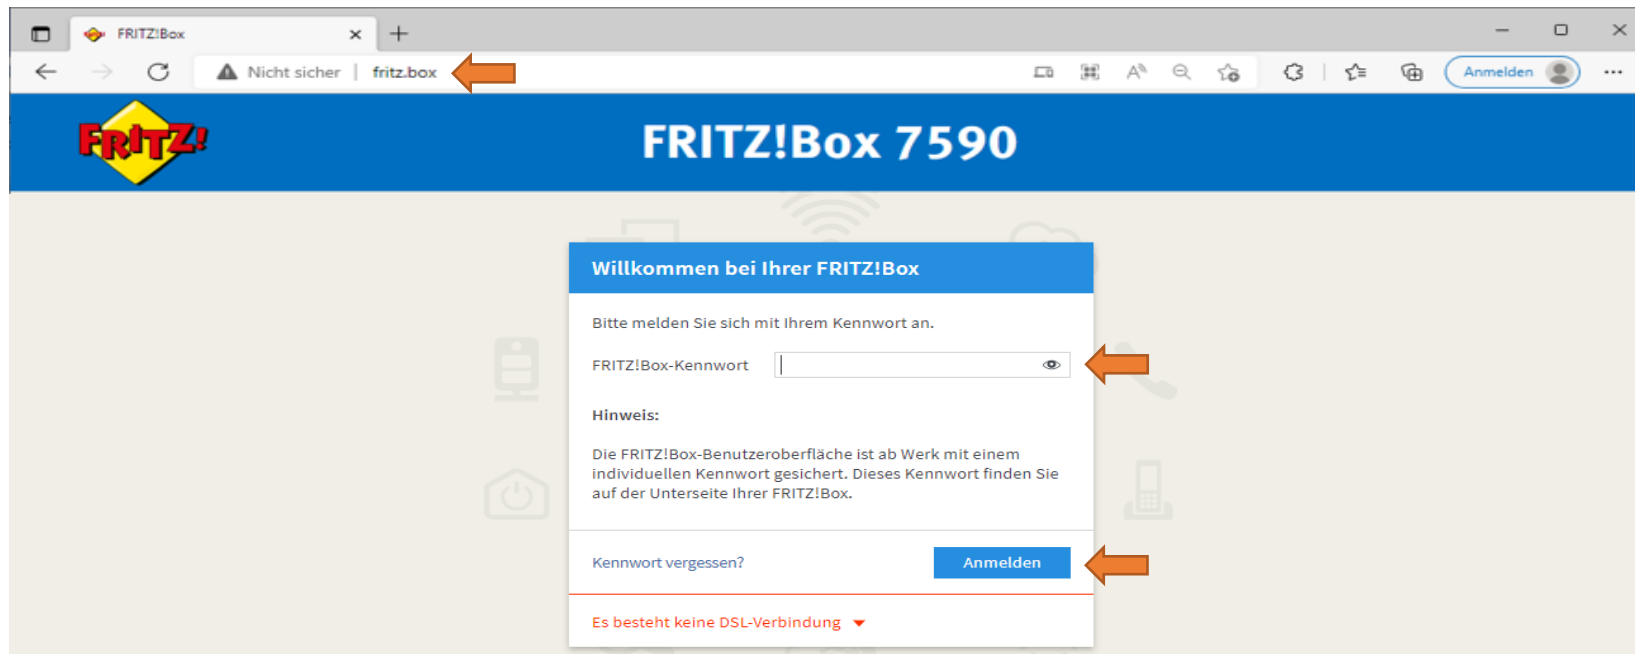 FRITZ!Box
Nicht sicher | fritz.box
Anmelden
FRITZ!
FRITZ!Box 7590
Willkommen bei Ihrer FRITZ!Box
Bitte melden Sie sich mit Ihrem Kennwort an.
FRITZ!Box-Kennwort
Hinweis:
Die FRITZ!Box-Benutzeroberfläche ist ab Werk mit einem
individuellen Kennwort gesichert. Dieses Kennwort finden Sie
auf der Unterseite Ihrer FRITZ!Box.
Kennwort vergessen?
Anmelden
Es besteht keine DSL-Verbindung